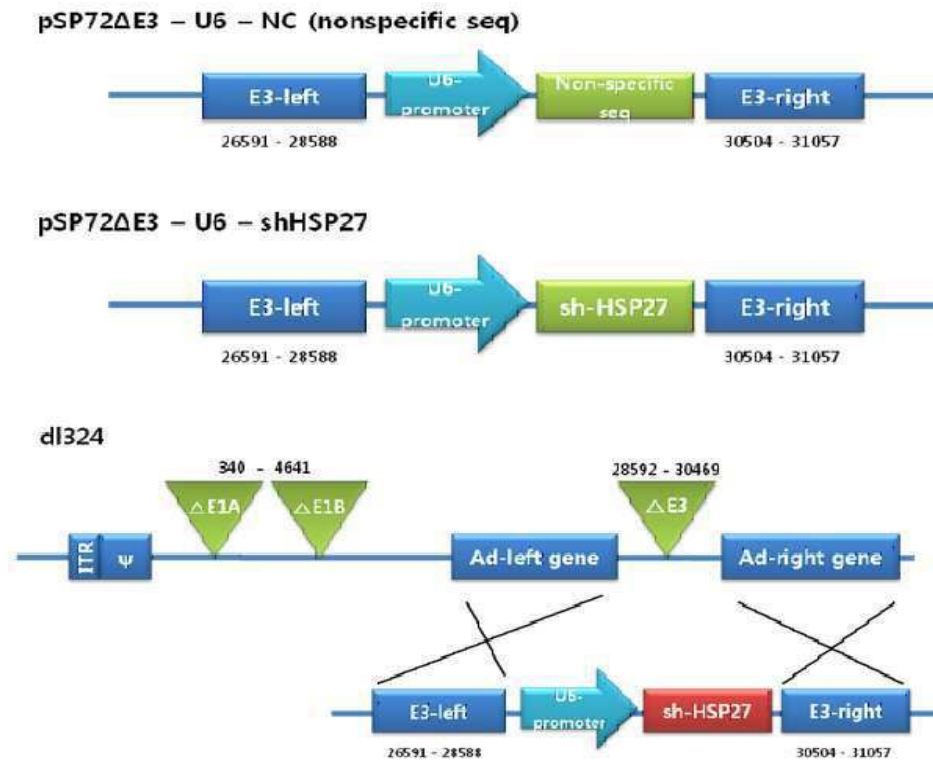 pSP72ΔE3 – U6 – NC (nonspecific seq)
E3-left
U6-
promoter
Non-specific
seq
E3-right
26591 - 28588
30504 - 31057
pSP72ΔE3 – U6 – shHSP27
E3-left
U6-
promoter
sh-HSP27
E3-right
26591 - 28588
30504 - 31057
dl324
340 - 4641
28592 - 30469
△E1A
△E1B
△E3
ITR
Ψ
Ad-left gene
Ad-right gene
E3-left
U6-
promoter
sh-HSP27
E3-right
26591 - 28588
30504 - 31057